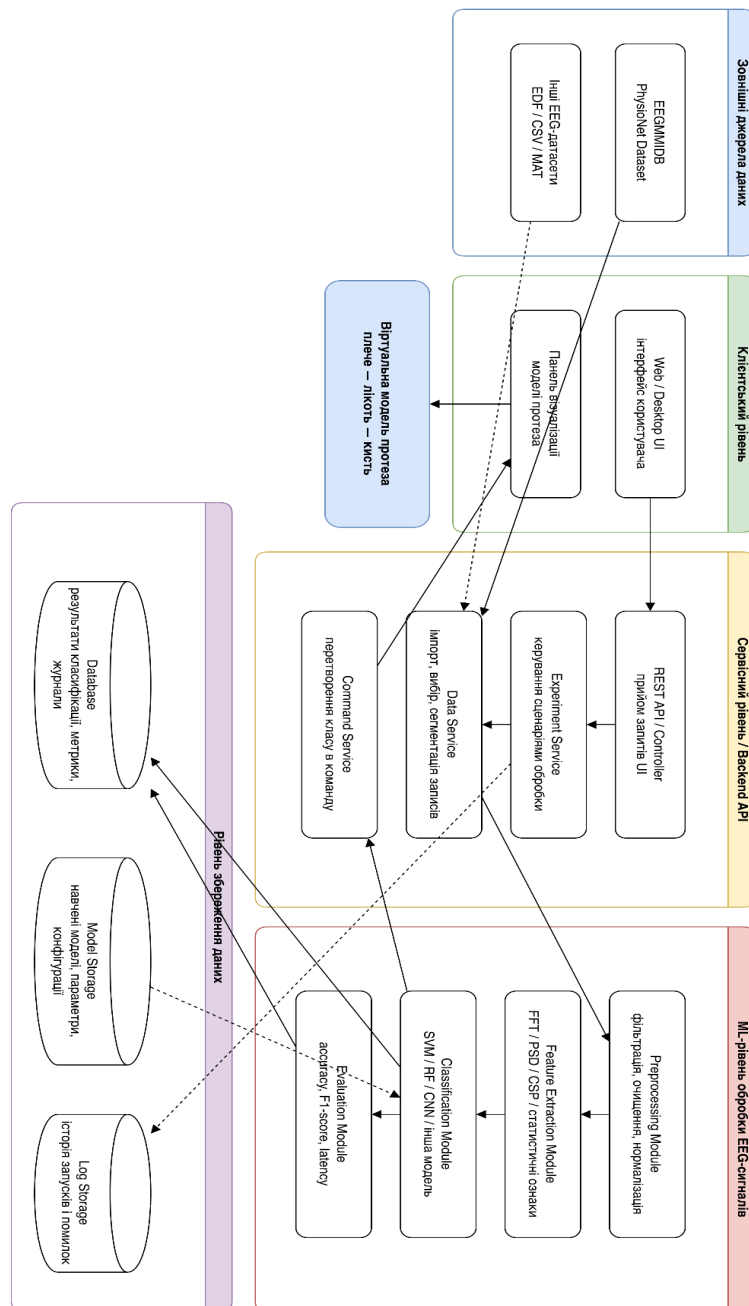 Зовнішні джерела даних
EEGMMIDB
PhysioNet Dataset
Інші EEG-датасети
EDF / CSV / MAT
Клієнтський рівень
Web / Desktop UI
інтерфейс користувача
Панель візуалізації
моделі протеза
Віртуальна модель протеза
плече – лікоть – кисть
Сервісний рівень / Backend API
REST API / Controller
прийом запитів UI
Experiment Service
керування сценаріями обробки
Data Service
імпорт, вибір, сегментація записів
Command Service
перетворення класу в команду
ML-рівень обробки EEG-сигналів
Preprocessing Module
фільтрація, очищення, нормалізація
Feature Extraction Module
FFT / PSD / CSP / статистичні ознаки
Classification Module
SVM / RF / CNN / інша модель
Evaluation Module
accuracy, F1-score, latency
Рівень збереження даних
Database
результати класифікації, метрики,
журнали
Model Storage
навчені моделі, параметри,
конфігурації
Log Storage
історія запусків і помилок